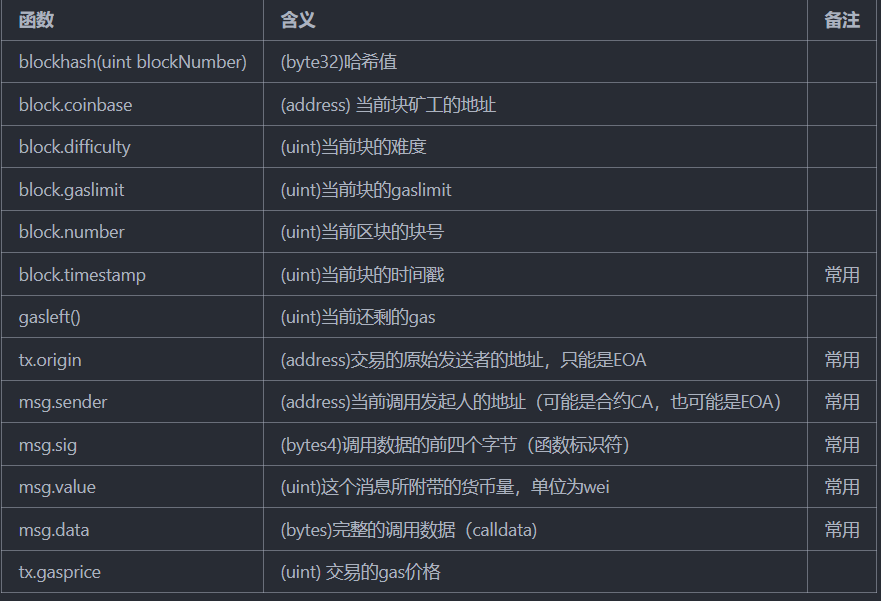 函数 含义 备注
blockhash(uint blockNumber) (byte32)哈希值
block.coinbase (address) 当前块矿工的地址
block.difficulty (uint)当前块的难度
block.gaslimit (uint)当前块的gaslimit
block.number (uint)当前区块的块号
block.timestamp (uint)当前块的时间戳 常用
gasleft() (uint)当前还剩的gas
tx.origin (address)交易的原始发送者的地址，只能是EOA 常用
msg.sender (address)当前调用发起人的地址（可能是合约CA，也可能是EOA） 常用
msg.sig (bytes4)调用数据的前四个字节（函数标识符） 常用
msg.value (uint)这个消息所附带的货币量，单位为wei 常用
msg.data (bytes)完整的调用数据（calldata) 常用
tx.gasprice (uint) 交易的gas价格